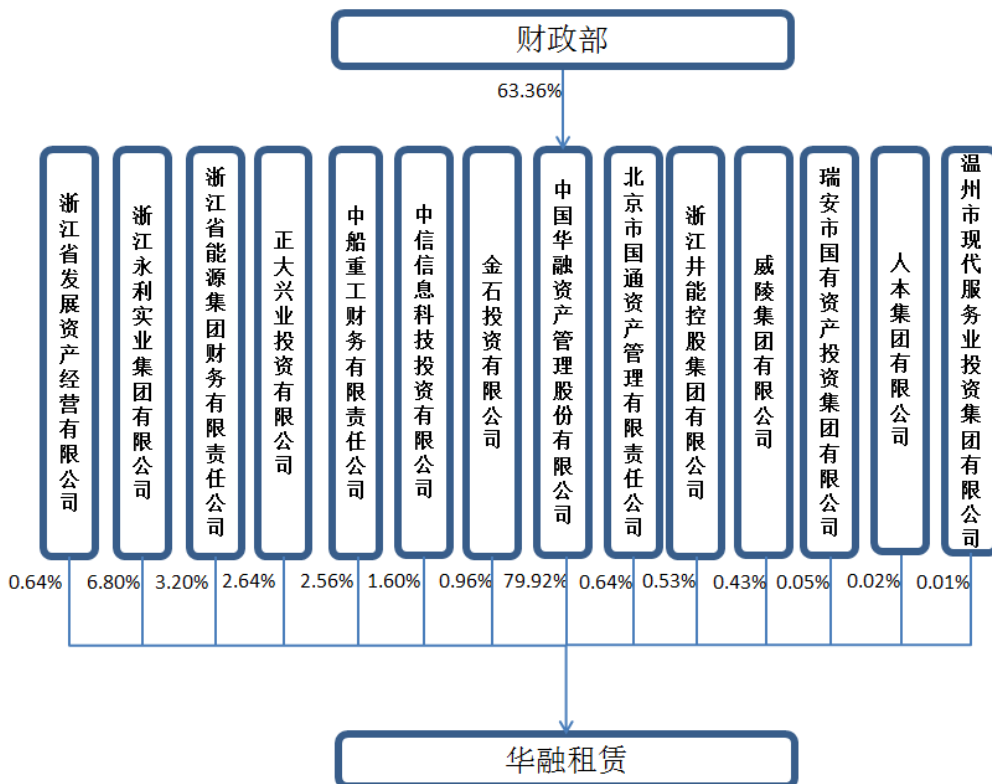 财政部
63.36%
浙江省发展资产经营有限公司
浙江永利实业集团有限公司
浙江省能源集团财务有限责任公司
正大兴业投资有限公司
中船重工财务有限责任公司
中信信息科技投资有限公司
金石投资有限公司
中国华融资产管理股份有限公司
北京市国通资产管理有限责任公司
浙江井能控股集团有限公司
威陵集团有限公司
瑞安市国有资产投资集团有限公司
人本集团有限公司
温州市现代服务业投资集团有限公司
0.64%
6.80%
3.20%
2.64%
2.56%
1.60%
0.96%
79.92%
0.64%
0.53%
0.43%
0.05%
0.02%
0.01%
华融租赁